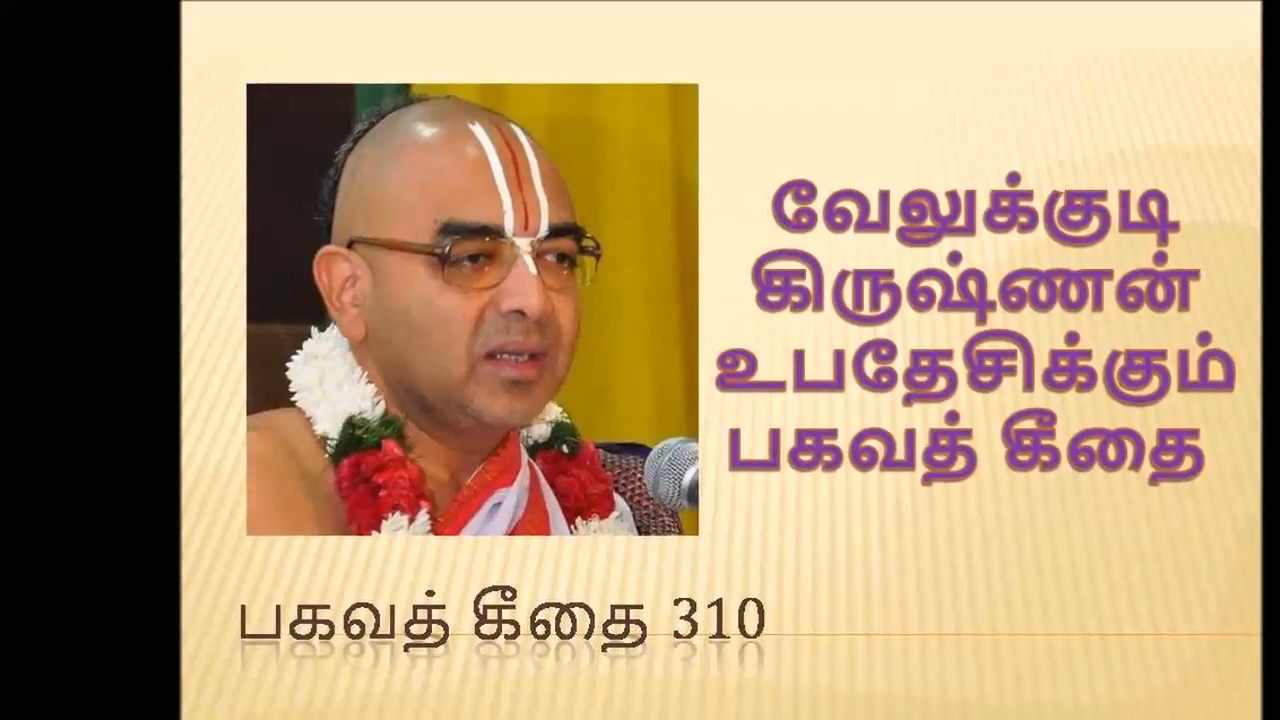 வேலுக்குடி
கிருஷ்ணன்
உபதேசிக்கும்
பகவத் கீதை
பகவத் கீதை 310